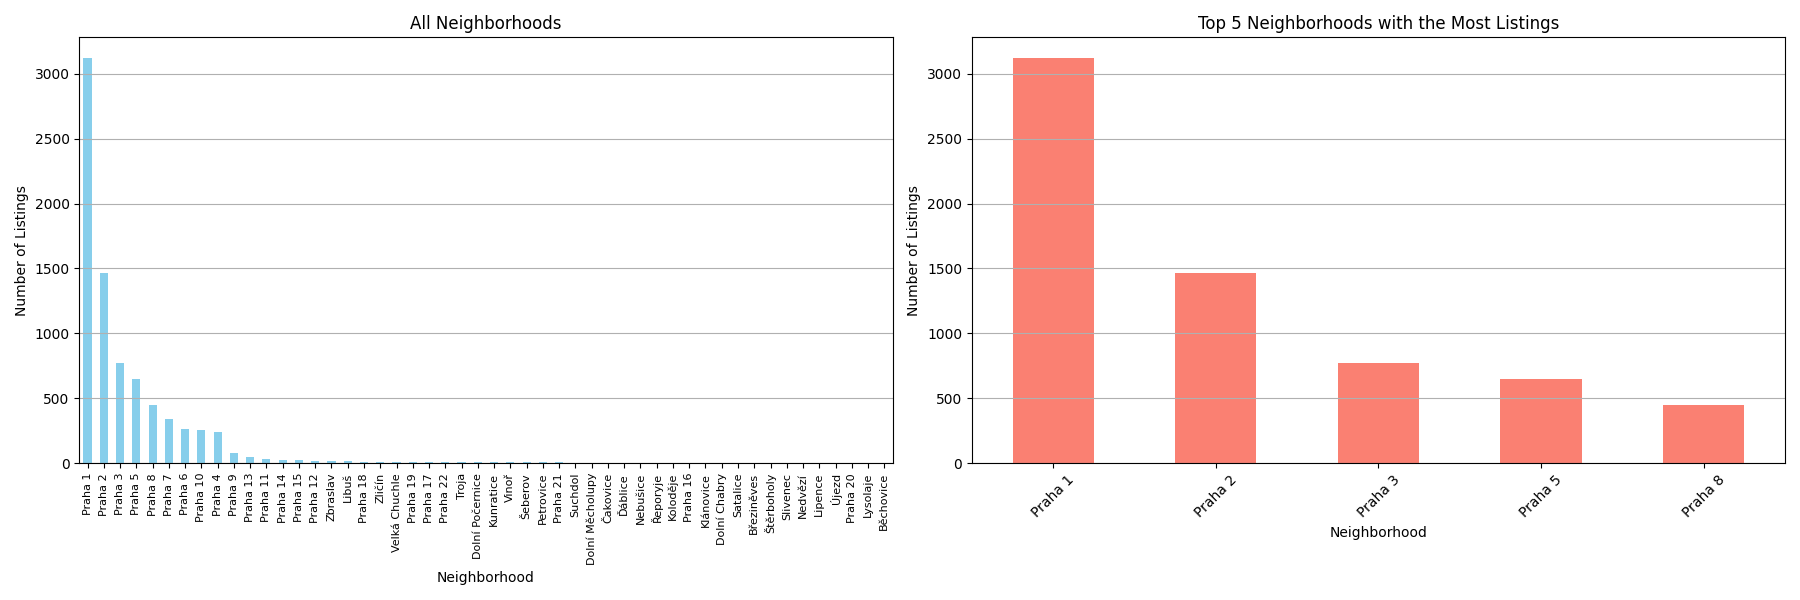 All Neighborhoods
Number of Listings
3000
2500
2000
1500
1000
500
0
Praha 1
Praha 2
Praha 3
Praha 5
Praha 8
Praha 7
Praha 6
Praha 10
Praha 4
Praha 9
Praha 13
Praha 11
Praha 14
Praha 15
Praha 12
Zbraslav
Libuš
Praha 18
Zličín
Velká Chuchle
Praha 19
Praha 17
Praha 22
Troja
Dolní Počernice
Kunratice
Vinoř
Šeberov
Petrovice
Praha 21
Suchdol
Dolní Měcholupy
Čakovice
Ďáblice
Nebušice
Řeporyje
Koloděje
Praha 16
Klánovice
Dolní Chabry
Satalice
Březiněves
Štěrboholy
Slivenec
Nedvězí
Lipence
Újezd
Praha 20
Lysolaje
Běchovice
Neighborhood
Top 5 Neighborhoods with the Most Listings
Number of Listings
3000
2500
2000
1500
1000
500
0
Praha 1
Praha 2
Praha 3
Praha 5
Praha 8
Neighborhood